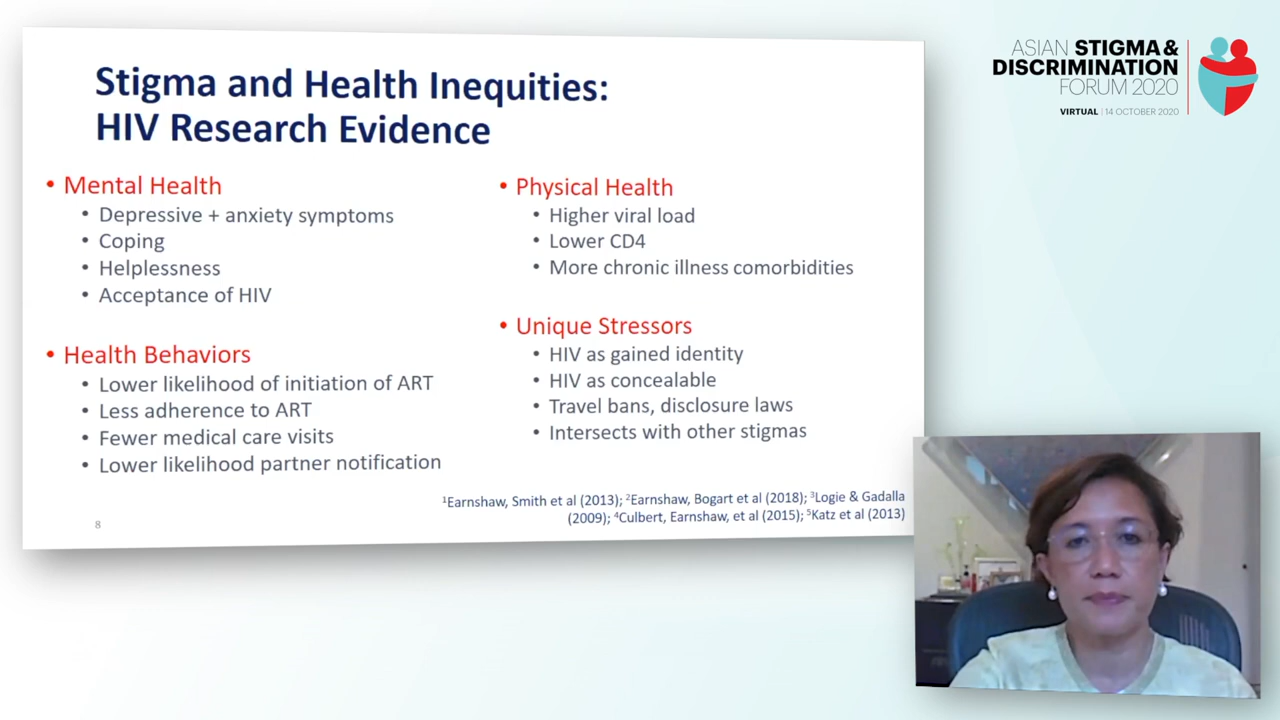 Stigma and Health Inequities:
HIV Research Evidence
• Mental Health
• Depressive + anxiety symptoms
• Coping
• Helplessness
• Acceptance of HIV
• Health Behaviors
• Lower likelihood of initiation of ART
• Less adherence to ART
• Fewer medical care visits
• Lower likelihood partner notification
• Physical Health
• Higher viral load
• Lower CD4
• More chronic illness comorbidities
• Unique Stressors
• HIV as gained identity
• HIV as concealable
• Travel bans, disclosure laws
• Intersects with other stigmas
¹Earnshaw, Smith et al (2013); ²Earnshaw, Bogart et al (2018); ³Logie & Gadalla
(2009); ⁴Culbert, Earnshaw, et al (2015); ⁵Katz et al (2013)
8
ASIAN STIGMA &
DISCRIMINATION
FORUM 2020
VIRTUAL | 14 OCTOBER 2020